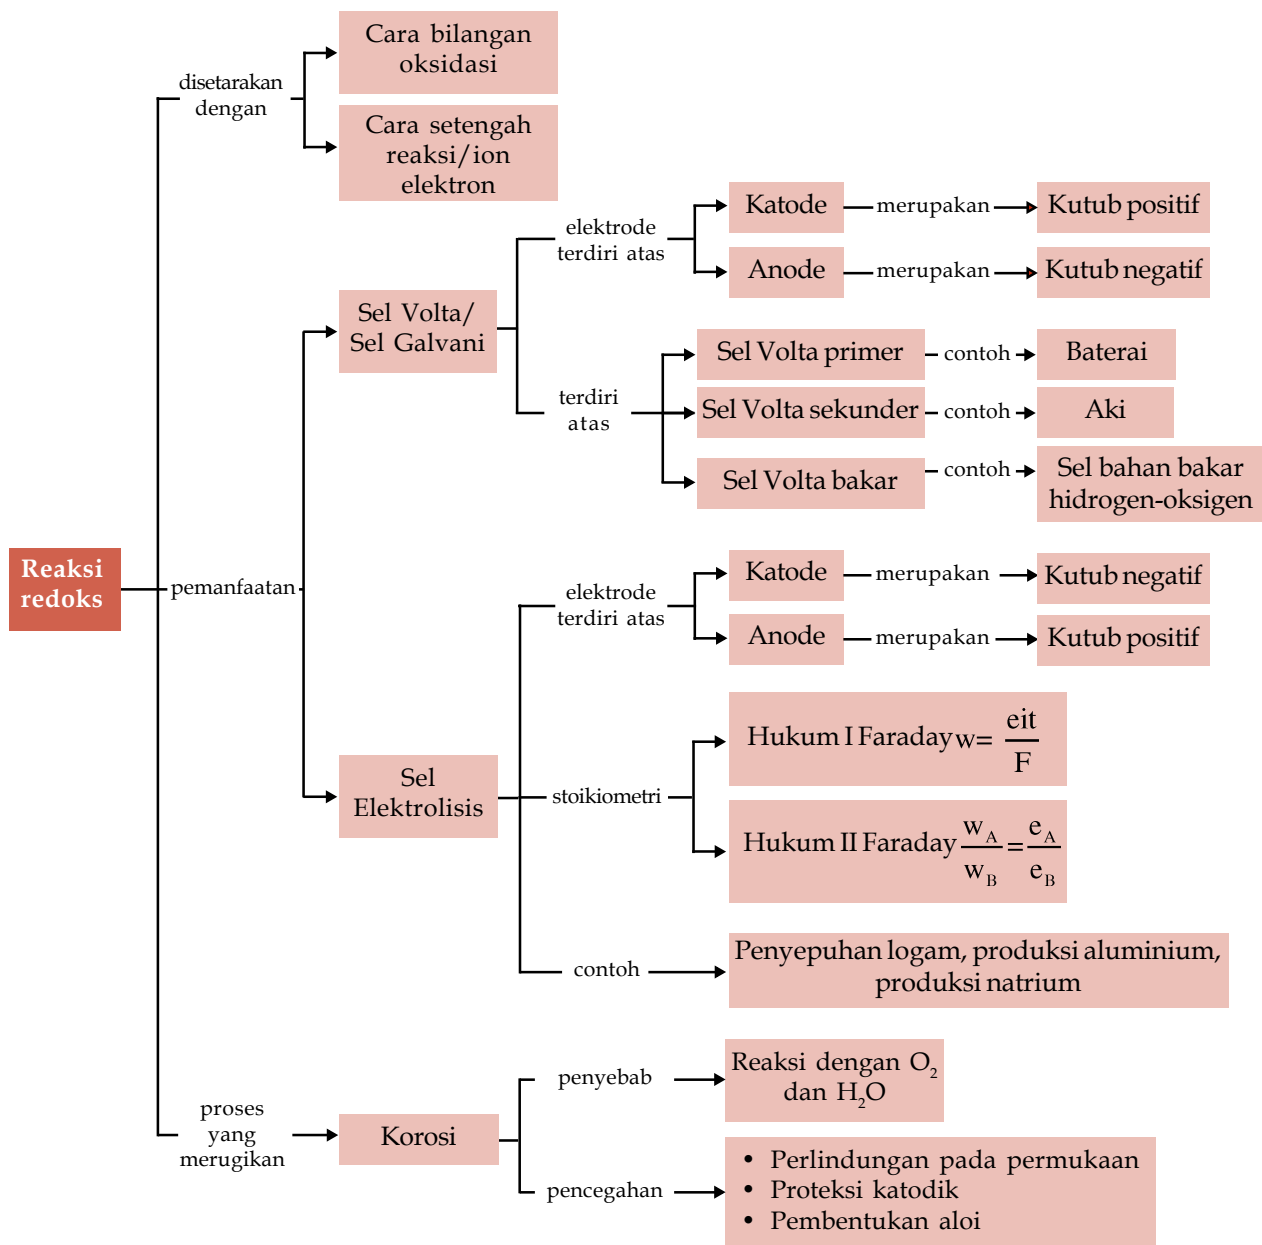 Reaksi
redoks
disetarakan
dengan
Cara bilangan
oksidasi
Cara setengah
reaksi/ion
elektron
pemanfaatan
Sel Volta/
Sel Galvani
elektrode
terdiri atas
Katode
merupakan
Kutub positif
Anode
merupakan
Kutub negatif
terdiri
atas
Sel Volta primer
contoh
Baterai
Sel Volta sekunder
contoh
Aki
Sel Volta bakar
contoh
Sel bahan bakar
hidrogen-oksigen
Sel
Elektrolisis
elektrode
terdiri atas
Katode
merupakan
Kutub negatif
Anode
merupakan
Kutub positif
stoikiometri
Hukum I Faraday w= eit/F
Hukum II Faraday w_A/w_B = e_A/e_B
contoh
Penyepuhan logam, produksi aluminium,
produksi natrium
proses
yang
merugikan
Korosi
penyebab
Reaksi dengan O₂
dan H₂O
pencegahan
• Perlindungan pada permukaan
• Proteksi katodik
• Pembentukan aloi